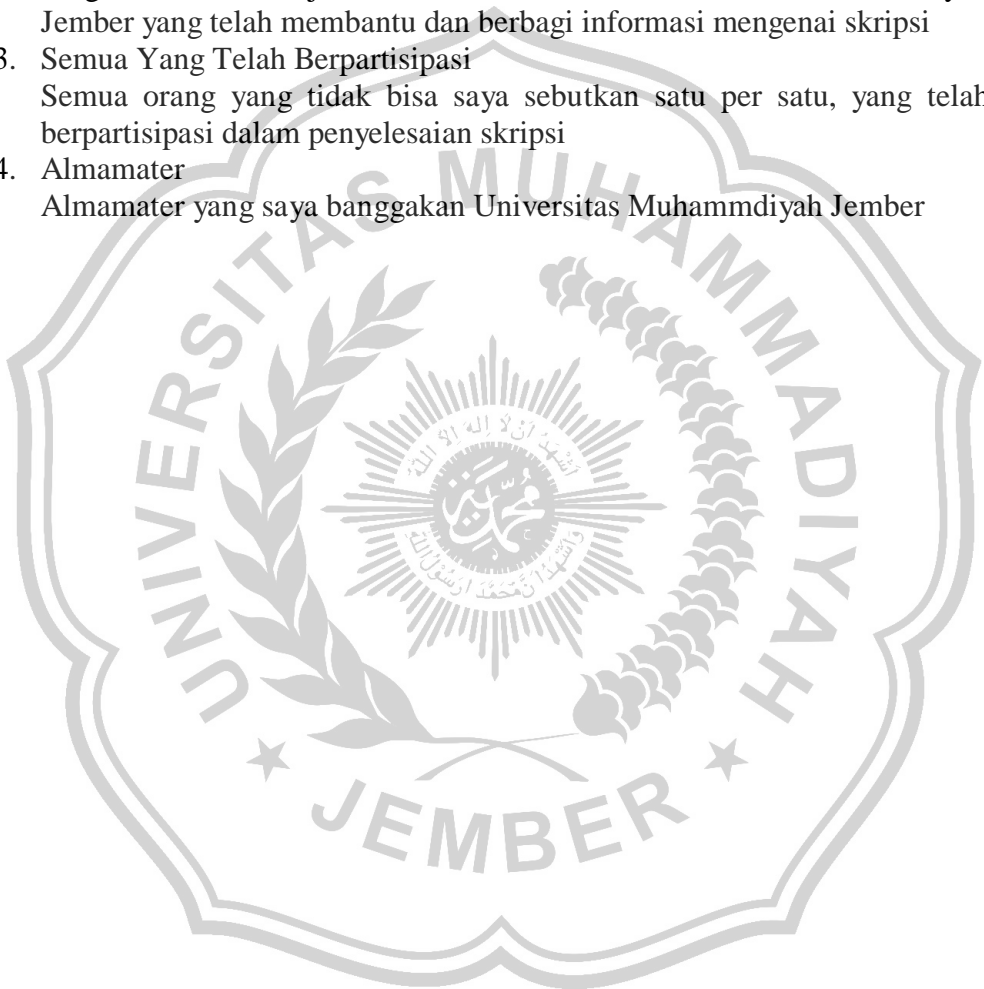 Jember yang telah membantu dan berbagi informasi mengenai skripsi
3. Semua Yang Telah Berpartisipasi
Semua orang yang tidak bisa saya sebutkan satu per satu, yang telah
berpartisipasi dalam penyelesaian skripsi
4. Almamater
Almamater yang saya banggakan Universitas Muhammdiyah Jember
UNIVERSITAS MUHAMMADIYAH
JEMBER